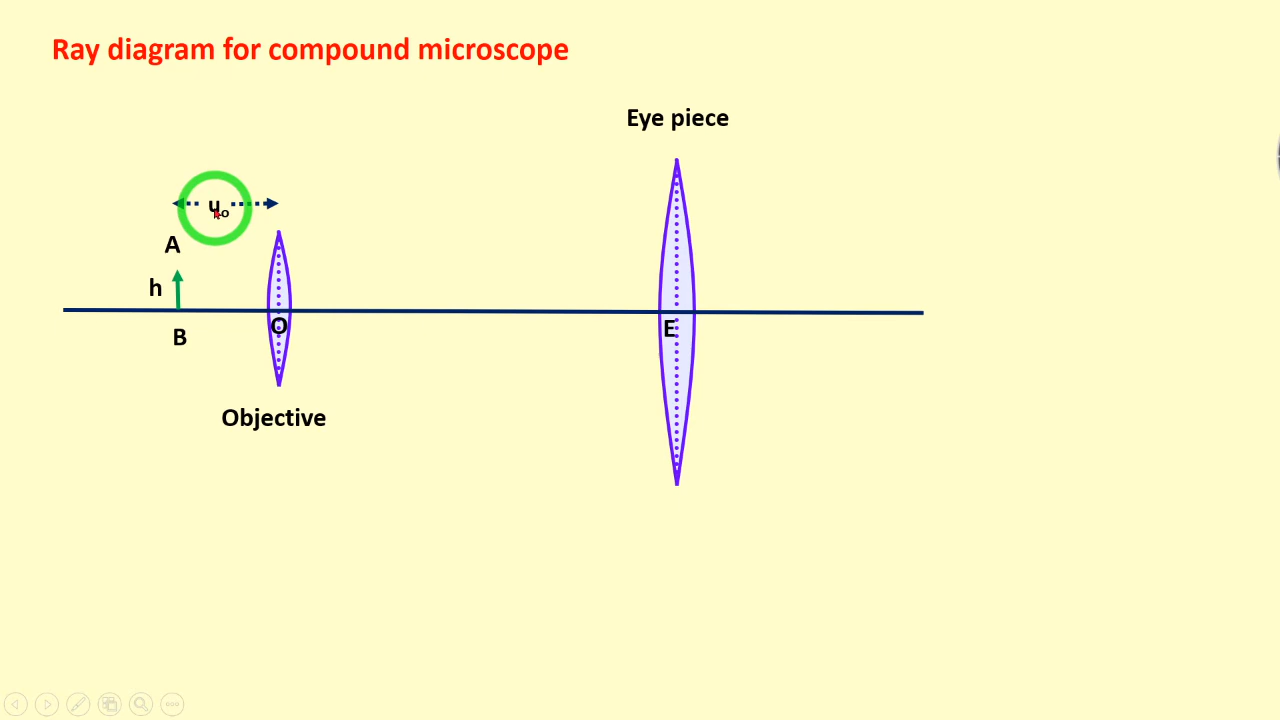 Ray diagram for compound microscope
Eye piece
uₒ
A
h
B
O
E
Objective